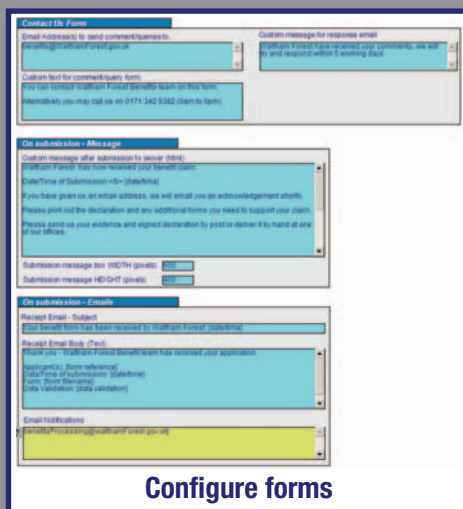 Contact Us Form
Email Address(s) to send comment/queries to.
Benefits@WalthamForest.gov.uk
Custom message for response email
Waltham Forest have received your comments, we will
try and respond within 5 working days.
Custom text for comment/query form:
You can contact Waltham Forest Benefits team on this form.
Alternatively you may call us on 0171 342 8382 (9am to 6pm)
On submission - Message
Custom message after submission to server (html)
Waltham Forest has now received your benefit claim.
Date/Time of Submission:</b> [date/time]
If you have given us an email address, we will email you an acknowledgement shortly.
Please print out the declaration and any additional forms you need to support your claim.
Please send us your evidence and signed declaration by post or deliver it by hand at one
of our offices.
Submission message box WIDTH (pixels)
Submission message HEIGHT (pixels) 400
On submission - Emails
Receipt Email - Subject
Your benefit form has been received by Waltham Forest: [date/time]
Receipt Email Body (Text)
Thank you - Waltham Forest Benefit team has received your application.
Applicant(s): [form reference]
Data/Time of submission: [date/time]
Form: [form filename]
Data Validation: [data validation]
Email Notifications
BenefitsProcessing@walthamForest.gov.uk
Configure forms